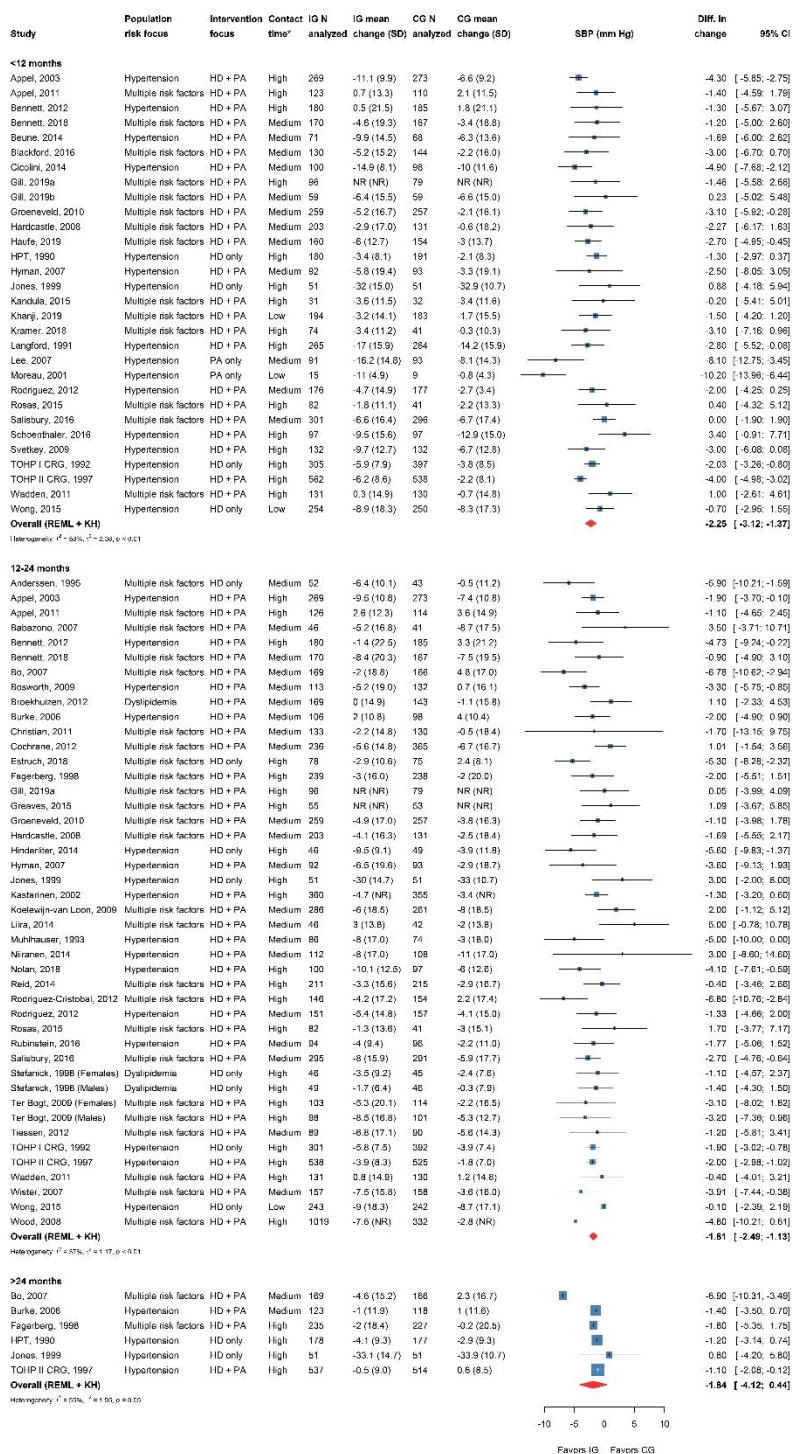 Population Intervention Contact IG N IG mean CG N CG mean Diff. in
Study risk focus focus time* analyzed change (SD) analyzed change (SD) SBP (mm Hg) change 95% CI
<12 months
Appel, 2003 Hypertension HD + PA High 269 -11.1 (9.9) 273 -6.6 (9.2) -4.30 [ -5.85; -2.75]
Appel, 2011 Multiple risk factors HD + PA High 123 0.7 (13.3) 110 2.1 (11.5) -1.40 [ -4.59; 1.79]
Bennett, 2012 Hypertension HD + PA High 180 0.5 (21.5) 185 1.8 (21.1) -1.30 [ -5.67; 3.07]
Bennett, 2018 Multiple risk factors HD + PA Medium 170 -4.6 (19.3) 167 -3.4 (18.8) -1.20 [ -5.00; 2.60]
Beune, 2014 Hypertension HD + PA Medium 71 -9.9 (14.5) 68 -6.3 (13.6) -1.69 [ -6.00; 2.62]
Blackford, 2016 Multiple risk factors HD + PA Medium 130 -5.2 (15.2) 144 -2.2 (16.0) -3.00 [ -6.70; 0.70]
Cicolini, 2014 Hypertension HD + PA Medium 100 -14.9 (8.1) 98 -10 (11.6) -4.90 [ -7.68; -2.12]
Gill, 2019a Multiple risk factors HD + PA High 96 NR (NR) 79 NR (NR) -1.46 [ -5.58; 2.66]
Gill, 2019b Multiple risk factors HD + PA Medium 59 -6.4 (15.5) 59 -6.6 (15.0) 0.23 [ -5.02; 5.48]
Groeneveld, 2010 Multiple risk factors HD + PA Medium 259 -5.2 (16.7) 257 -2.1 (16.1) -3.10 [ -5.92; -0.28]
Hardcastle, 2008 Multiple risk factors HD + PA Medium 203 -2.9 (17.0) 131 -0.6 (18.2) -2.27 [ -6.17; 1.63]
Haufe, 2019 Multiple risk factors HD + PA Medium 160 -6 (12.7) 154 -3 (13.7) -2.70 [ -4.95; -0.45]
HPT, 1990 Hypertension HD only High 180 -3.4 (8.1) 191 -2.1 (8.3) -1.30 [ -2.97; 0.37]
Hyman, 2007 Hypertension HD + PA Medium 92 -5.8 (19.4) 93 -3.3 (19.1) -2.50 [ -8.05; 3.05]
Jones, 1999 Hypertension HD only High 51 -32 (15.0) 51 -32.9 (10.7) 0.88 [ -4.18; 5.94]
Kandula, 2015 Multiple risk factors HD + PA High 31 -3.6 (11.5) 32 -3.4 (11.6) -0.20 [ -5.41; 5.01]
Khanji, 2019 Multiple risk factors HD + PA Low 194 -3.2 (14.1) 183 -1.7 (15.5) -1.50 [ -4.20; 1.20]
Kramer, 2018 Multiple risk factors HD + PA High 74 -3.4 (11.2) 41 -0.3 (10.3) -3.10 [ -7.16; 0.96]
Langford, 1991 Hypertension HD + PA High 265 -17 (15.9) 264 -14.2 (15.9) -2.80 [ -5.52; -0.08]
Lee, 2007 Hypertension PA only Medium 91 -16.2 (14.8) 93 -8.1 (14.3) -8.10 [-12.75; -3.45]
Moreau, 2001 Hypertension PA only Low 15 -11 (4.9) 9 -0.8 (4.3) -10.20 [-13.96; -6.44]
Rodriguez, 2012 Hypertension HD + PA Medium 176 -4.7 (14.9) 177 -2.7 (3.4) -2.00 [ -4.25; 0.25]
Rosas, 2015 Multiple risk factors HD + PA High 82 -1.8 (11.1) 41 -2.2 (13.3) 0.40 [ -4.32; 5.12]
Salisbury, 2016 Multiple risk factors HD + PA Medium 301 -6.6 (16.4) 296 -6.7 (17.4) 0.00 [ -1.90; 1.90]
Schoenthaler, 2016 Hypertension HD + PA High 97 -9.5 (15.6) 97 -12.9 (15.0) 3.40 [ -0.91; 7.71]
Svetkey, 2009 Hypertension HD + PA High 132 -9.7 (12.7) 132 -6.7 (12.8) -3.00 [ -6.08; 0.08]
TOHP I CRG, 1992 Hypertension HD only High 305 -5.9 (7.9) 397 -3.8 (8.5) -2.03 [ -3.26; -0.80]
TOHP II CRG, 1997 Hypertension HD + PA High 562 -6.2 (8.6) 538 -2.2 (8.1) -4.00 [ -4.98; -3.02]
Wadden, 2011 Multiple risk factors HD + PA High 131 0.3 (14.9) 130 -0.7 (14.8) 1.00 [ -2.61; 4.61]
Wong, 2015 Hypertension HD only Low 254 -8.9 (18.3) 250 -8.3 (17.3) -0.70 [ -2.95; 1.55]
Overall (REML + KH) -2.25 [ -3.12; -1.37]
12-24 months
Anderssen, 1995 Multiple risk factors HD only Medium 52 -6.4 (10.1) 43 -0.5 (11.2) -5.90 [-10.21; -1.59]
Appel, 2003 Hypertension HD + PA High 269 -9.5 (10.8) 273 -7.4 (10.8) -1.90 [ -3.70; -0.10]
Appel, 2011 Multiple risk factors HD + PA High 126 2.6 (12.3) 114 3.6 (14.9) -1.10 [ -4.65; 2.45]
Babazono, 2007 Multiple risk factors HD + PA Medium 46 -5.2 (16.8) 41 -8.7 (17.5) 3.50 [ -3.71; 10.71]
Bennett, 2012 Hypertension HD + PA High 180 -1.4 (22.5) 185 3.3 (21.2) -4.73 [ -9.24; -0.22]
Bennett, 2018 Multiple risk factors HD + PA Medium 170 -8.4 (20.3) 167 -7.5 (19.5) -0.90 [ -4.90; 3.10]
Bo, 2007 Multiple risk factors HD + PA Medium 169 -2 (18.8) 166 4.8 (17.0) -6.78 [-10.62; -2.94]
Bosworth, 2009 Hypertension HD + PA Medium 113 -5.2 (19.0) 132 0.7 (16.1) -3.30 [ -5.75; -0.85]
Broekhuizen, 2012 Dyslipidemia HD + PA Medium 169 0 (14.9) 143 -1.1 (15.8) 1.10 [ -2.33; 4.53]
Burke, 2006 Hypertension HD + PA Medium 106 2 (10.8) 98 4 (10.4) -2.00 [ -4.90; 0.90]
Christian, 2011 Multiple risk factors HD + PA Medium 133 -2.2 (14.8) 130 -0.5 (18.4) -1.70 [-13.15; 9.75]
Cochrane, 2012 Multiple risk factors HD + PA Medium 236 -5.6 (14.8) 365 -6.7 (16.7) 1.01 [ -1.54; 3.56]
Estruch, 2018 Multiple risk factors HD only High 78 -2.9 (10.6) 75 2.4 (8.1) -5.30 [ -8.28; -2.32]
Fagerberg, 1998 Multiple risk factors HD + PA High 239 -3 (16.0) 238 -2 (20.0) -2.00 [ -5.51; 1.51]
Gill, 2019a Multiple risk factors HD + PA High 96 NR (NR) 79 NR (NR) 0.05 [ -3.99; 4.09]
Greaves, 2015 Multiple risk factors HD + PA High 55 NR (NR) 53 NR (NR) 1.09 [ -3.67; 5.85]
Groeneveld, 2010 Multiple risk factors HD + PA Medium 259 -4.9 (17.0) 257 -3.8 (16.3) -1.10 [ -3.98; 1.78]
Hardcastle, 2008 Multiple risk factors HD + PA Medium 203 -4.1 (16.3) 131 -2.5 (18.4) -1.69 [ -5.55; 2.17]
Hinderliter, 2014 Hypertension HD only High 46 -9.5 (9.1) 49 -3.9 (11.8) -5.60 [ -9.83; -1.37]
Hyman, 2007 Hypertension HD + PA Medium 92 -6.5 (19.6) 93 -2.9 (18.7) -3.60 [ -9.13; 1.93]
Jones, 1999 Hypertension HD only High 51 -30 (14.7) 51 -33 (10.7) 3.00 [ -2.00; 8.00]
Kastarinen, 2002 Hypertension HD + PA High 360 -4.7 (NR) 355 -3.4 (NR) -1.30 [ -3.20; 0.60]
Koelewijn-van Loon, 2009 Multiple risk factors HD + PA Medium 286 -6 (18.5) 261 -8 (18.5) 2.00 [ -1.12; 5.12]
Liira, 2014 Multiple risk factors HD + PA Medium 46 3 (13.8) 42 -2 (13.8) 5.00 [ -0.78; 10.78]
Muhlhauser, 1993 Hypertension HD + PA Medium 86 -8 (17.0) 74 -3 (18.0) -5.00 [-10.00; 0.00]
Niiranen, 2014 Hypertension HD + PA Medium 112 -8 (17.0) 108 -11 (17.0) 3.00 [ -8.60; 14.60]
Nolan, 2018 Hypertension HD + PA High 100 -10.1 (12.5) 97 -6 (12.6) -4.10 [ -7.61; -0.59]
Reid, 2014 Multiple risk factors HD + PA High 211 -3.3 (15.6) 215 -2.9 (16.7) -0.40 [ -3.46; 2.66]
Rodriguez-Cristobal, 2012 Multiple risk factors HD + PA High 146 -4.2 (17.2) 154 2.2 (17.4) -6.80 [-10.76; -2.84]
Rodriguez, 2012 Hypertension HD + PA Medium 151 -5.4 (14.8) 157 -4.1 (15.0) -1.33 [ -4.66; 2.00]
Rosas, 2015 Multiple risk factors HD + PA High 82 -1.3 (13.6) 41 -3 (15.1) 1.70 [ -3.77; 7.17]
Rubinstein, 2016 Hypertension HD + PA Medium 94 -4 (9.4) 96 -2.2 (11.0) -1.77 [ -5.06; 1.52]
Salisbury, 2016 Multiple risk factors HD + PA Medium 295 -8 (15.9) 291 -5.9 (17.7) -2.70 [ -4.76; -0.64]
Stefanick, 1998 (Females) Dyslipidemia HD only High 46 -3.5 (9.2) 45 -2.4 (7.6) -1.10 [ -4.57; 2.37]
Stefanick, 1998 (Males) Dyslipidemia HD only High 49 -1.7 (6.4) 46 -0.3 (7.9) -1.40 [ -4.30; 1.50]
Ter Bogt, 2009 (Females) Multiple risk factors HD + PA High 103 -5.3 (20.1) 114 -2.2 (16.5) -3.10 [ -8.02; 1.82]
Ter Bogt, 2009 (Males) Multiple risk factors HD + PA High 98 -8.5 (16.8) 101 -5.3 (12.7) -3.20 [ -7.36; 0.96]
Tiessen, 2012 Multiple risk factors HD + PA Medium 89 -6.8 (17.1) 90 -5.6 (14.3) -1.20 [ -5.81; 3.41]
TOHP I CRG, 1992 Hypertension HD only High 301 -5.8 (7.5) 392 -3.9 (7.4) -1.90 [ -3.02; -0.78]
TOHP II CRG, 1997 Hypertension HD + PA High 538 -3.9 (8.3) 525 -1.8 (7.0) -2.00 [ -2.98; -1.02]
Wadden, 2011 Multiple risk factors HD + PA High 131 0.8 (14.9) 130 1.2 (14.8) -0.40 [ -4.01; 3.21]
Wister, 2007 Multiple risk factors HD + PA Medium 157 -7.5 (15.8) 158 -3.6 (16.0) -3.91 [ -7.44; -0.38]
Wong, 2015 Hypertension HD only Low 243 -9 (18.3) 242 -8.7 (17.1) -0.10 [ -2.39; 2.19]
Wood, 2008 Multiple risk factors HD + PA High 1019 -7.6 (NR) 332 -2.8 (NR) -4.80 [-10.21; 0.61]
Overall (REML + KH) -1.81 [ -2.49; -1.13]
>24 months
Bo, 2007 Multiple risk factors HD + PA Medium 169 -4.6 (15.2) 166 2.3 (16.7) -6.90 [-10.31; -3.49]
Burke, 2006 Hypertension HD + PA Medium 123 -1 (11.9) 118 1 (11.6) -1.40 [ -3.50; 0.70]
Fagerberg, 1998 Multiple risk factors HD + PA High 235 -2 (18.4) 227 -0.2 (20.5) -1.80 [ -5.35; 1.75]
HPT, 1990 Hypertension HD only High 178 -4.1 (9.3) 177 -2.9 (9.3) -1.20 [ -3.14; 0.74]
Jones, 1999 Hypertension HD only High 51 -33.1 (14.7) 51 -33.9 (10.7) 0.80 [ -4.20; 5.80]
TOHP II CRG, 1997 Hypertension HD + PA High 537 -0.5 (9.0) 514 0.6 (8.5) -1.10 [ -2.08; -0.12]
Overall (REML + KH) -1.84 [ -4.12; 0.44]
-10 -5 0 5 10
Favors IG Favors CG